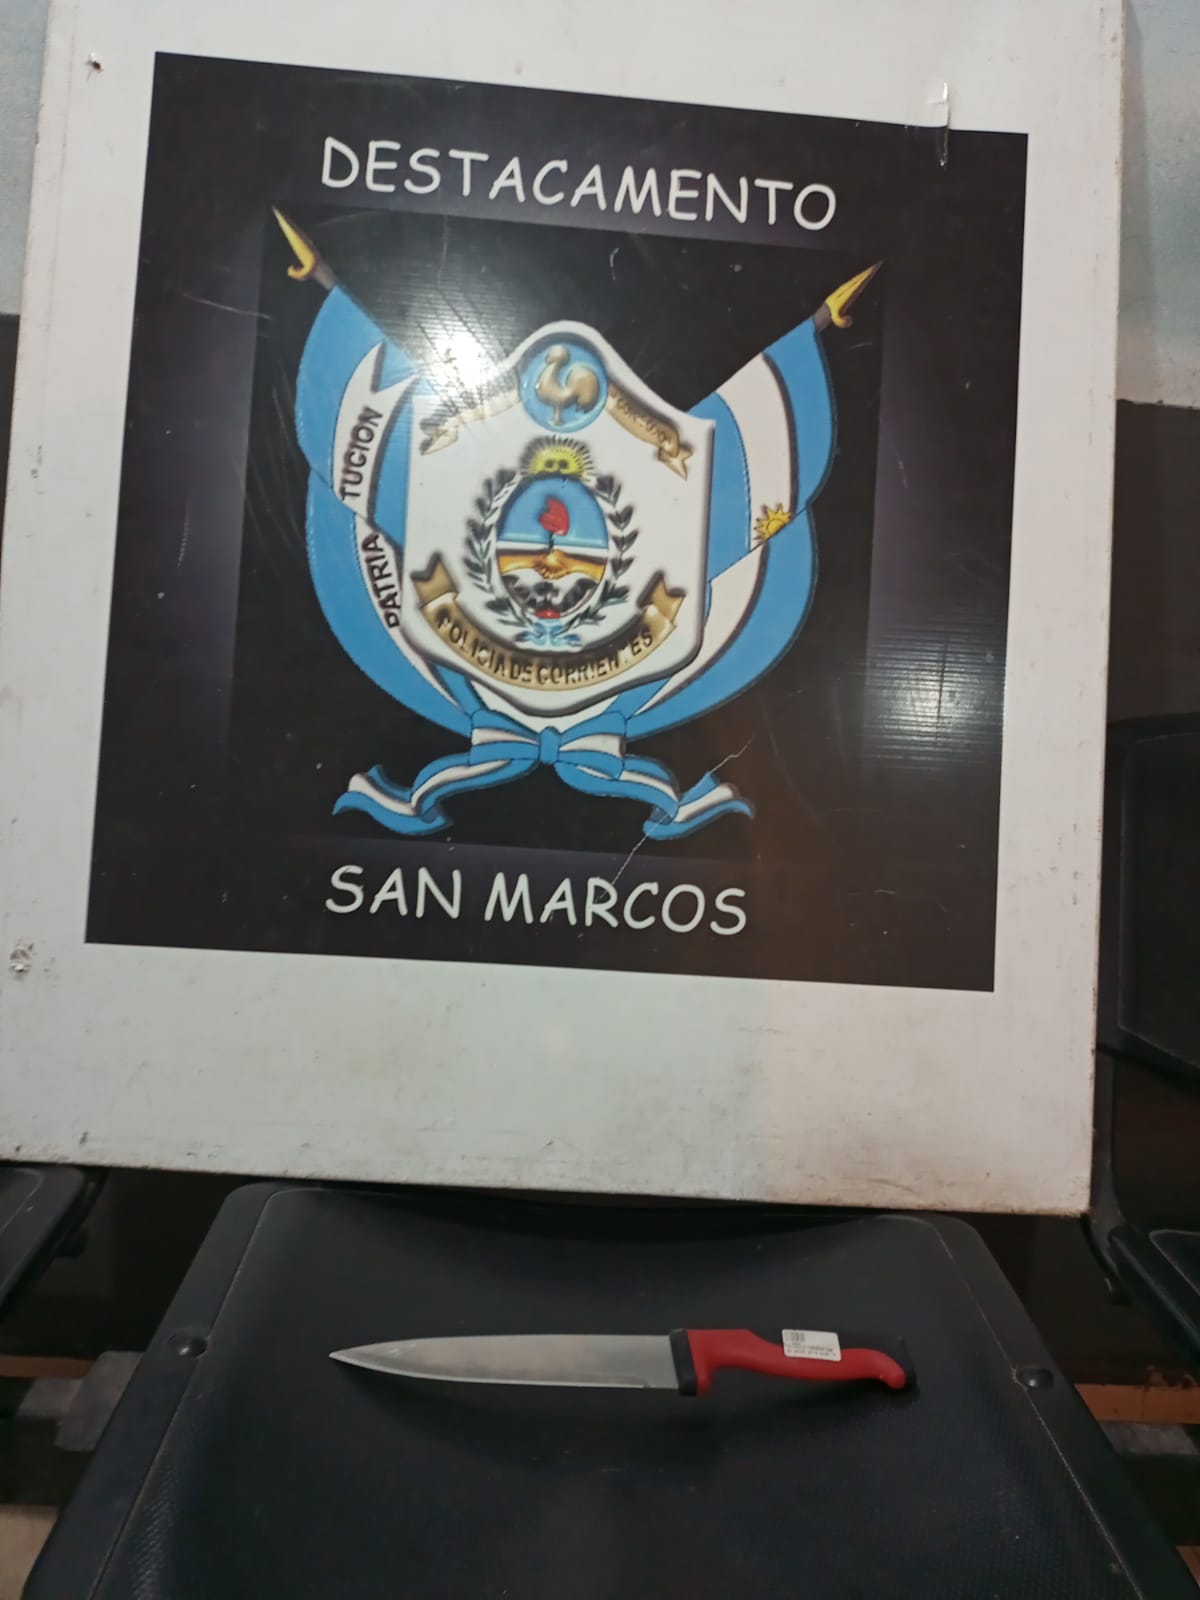 DESTACAMENTO
TUCION
PATRIA
POLICIA DE CORRIENTES
SAN MARCOS